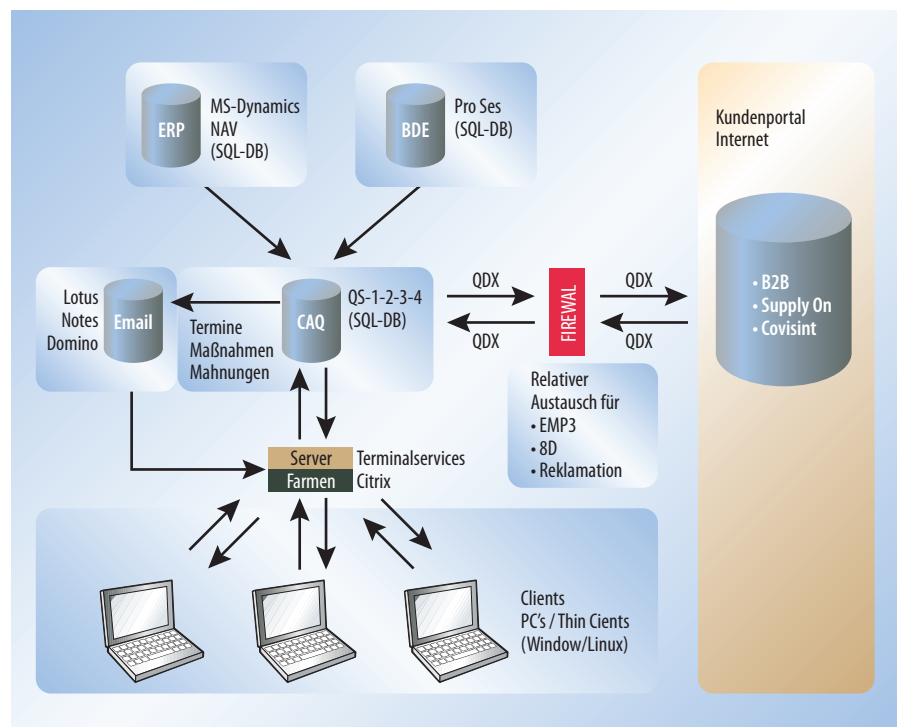 ERP
MS-Dynamics
NAV
(SQL-DB)
BDE
Pro Ses
(SQL-DB)
Kundenportal
Internet
• B2B
• Supply On
• Covisint
Lotus
Notes
Domino
Email
Termine
Maßnahmen
Mahnungen
CAQ
QS-1-2-3-4
(SQL-DB)
QDX
QDX
FIREWAL
QDX
QDX
Relativer
Austausch für
• EMP3
• 8D
• Reklamation
Server
Farmen
Terminalservices
Citrix
Clients
PC's / Thin Cients
(Window/Linux)